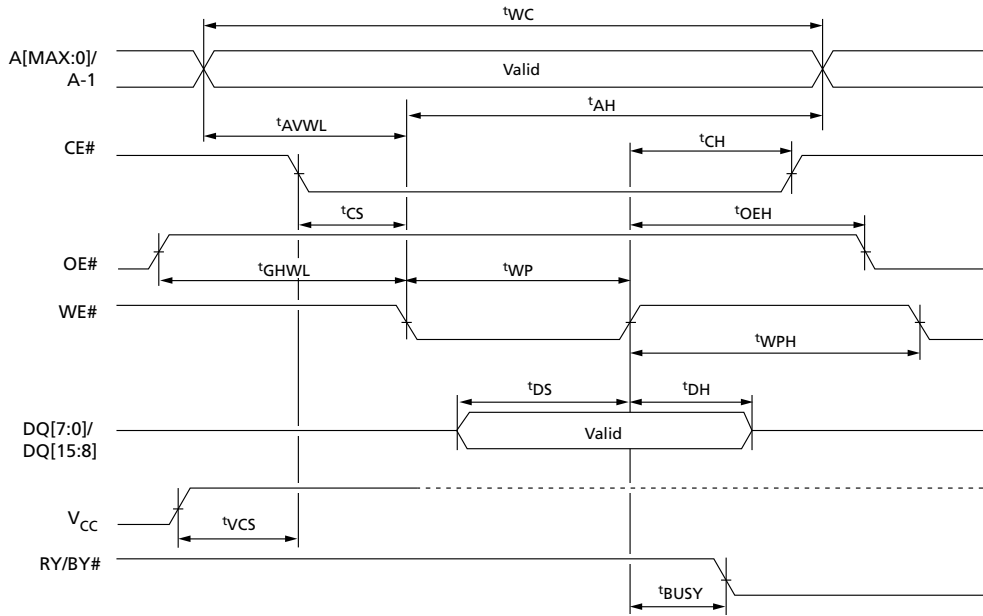 tWC
A[MAX:0]/
A-1
Valid
tAH
tAVWL
CE#
tCH
tCS
tOEH
OE#
tGHWL
tWP
WE#
tWPH
tDS
tDH
DQ[7:0]/
DQ[15:8]
Valid
VCC
tVCS
RY/BY#
tBUSY